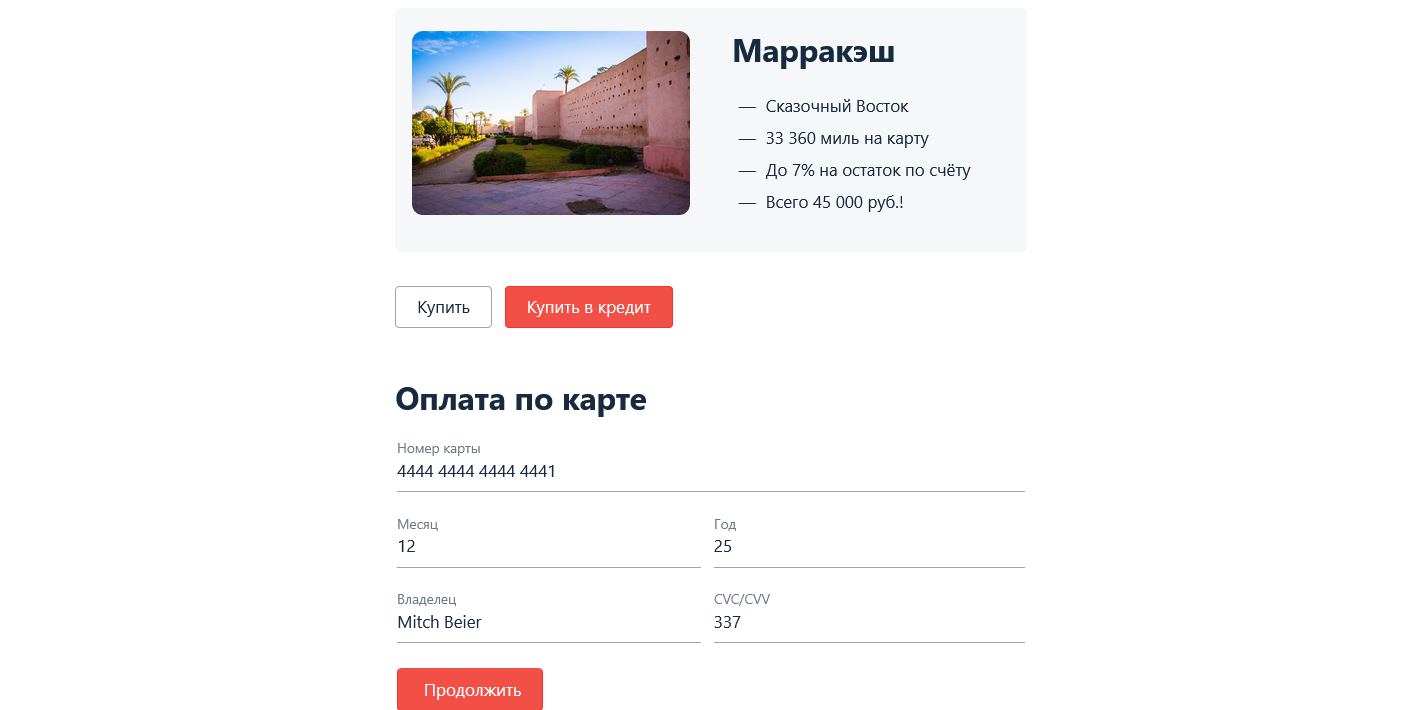 Марракэш
— Сказочный Восток
— 33 360 миль на карту
— До 7% на остаток по счёту
— Всего 45 000 руб.!
Купить
Купить в кредит
Оплата по карте
Номер карты
4444 4444 4444 4441
Месяц
Год
12
25
Владелец
CVC/CVV
Mitch Beier
337
Продолжить